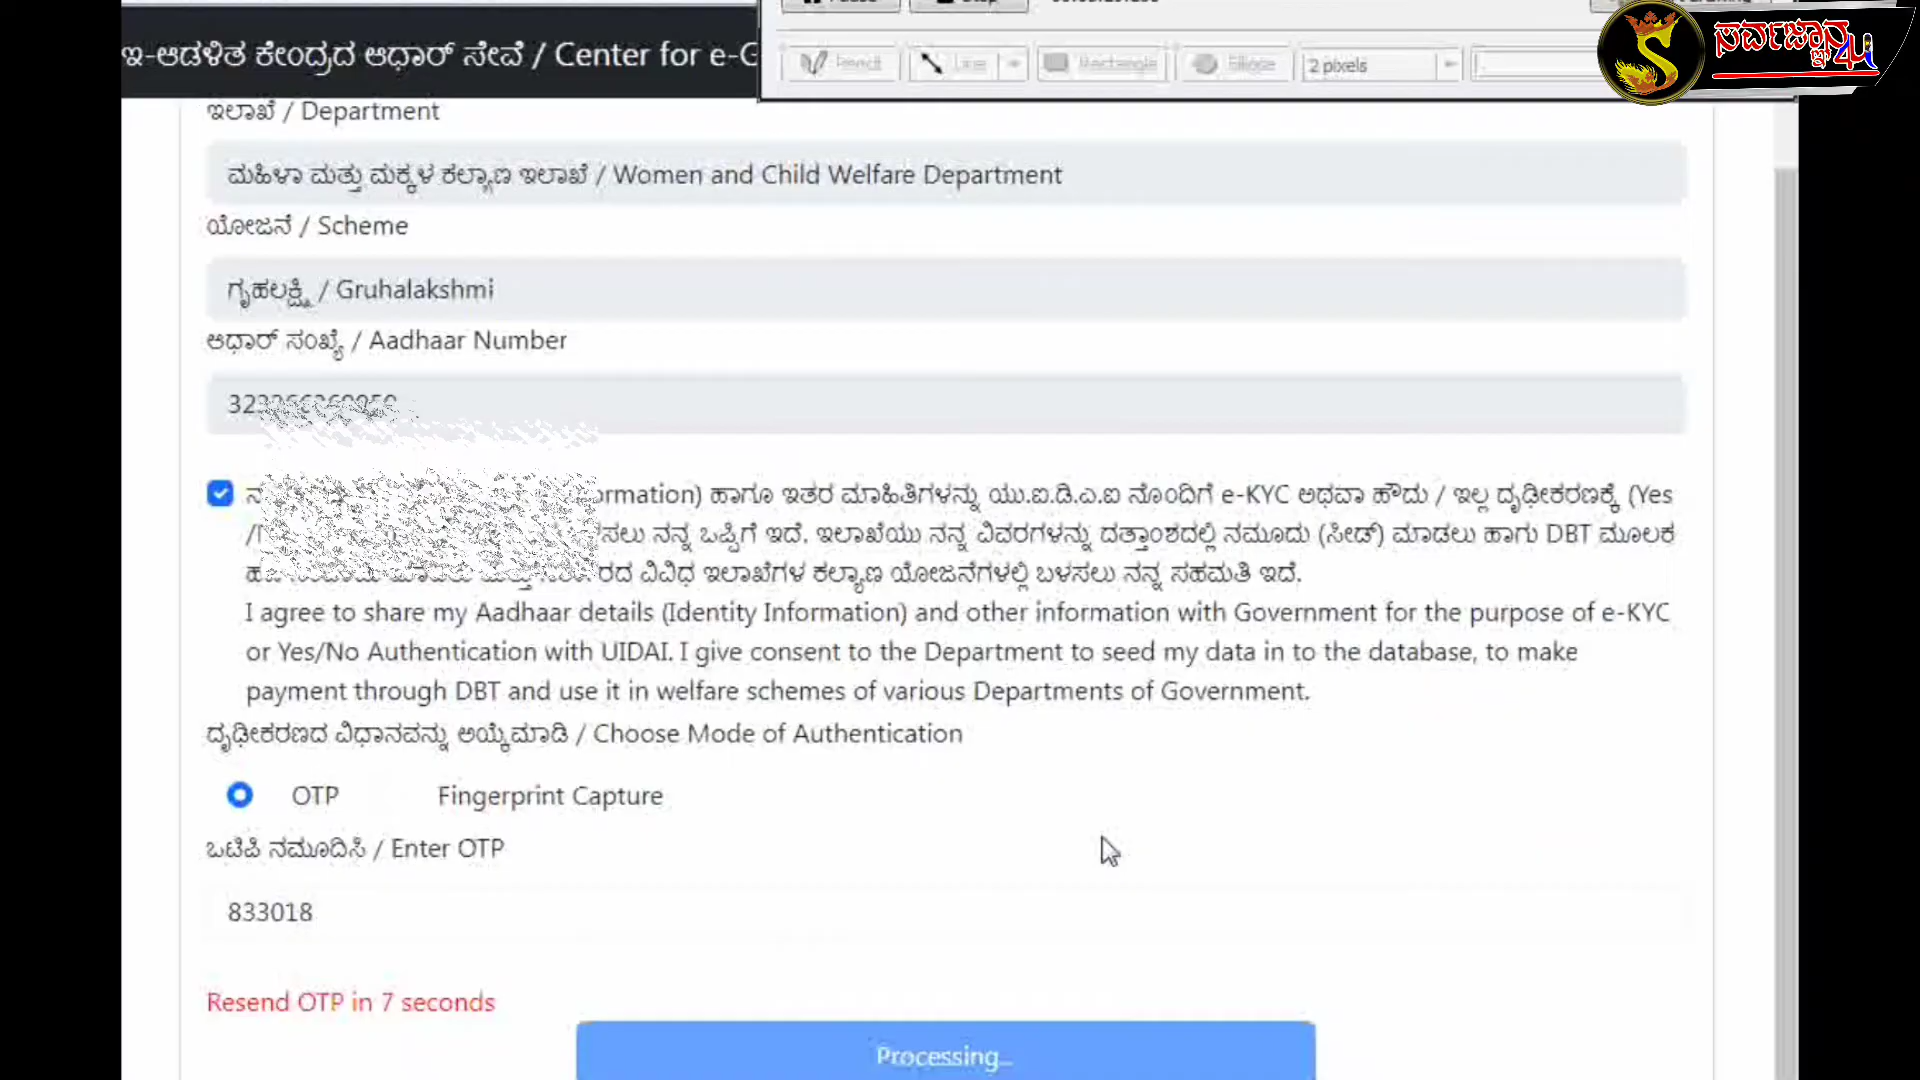 ಸರ್ವಜ್ಞಾನ 4U
2 pixels
ಇ-ಆಡಳಿತ ಕೇಂದ್ರದ ಆಧಾರ್ ಸೇವೆ / Center for e-G
ಇಲಾಖೆ / Department
ಮಹಿಳಾ ಮತ್ತು ಮಕ್ಕಳ ಕಲ್ಯಾಣ ಇಲಾಖೆ / Women and Child Welfare Department
ಯೋಜನೆ / Scheme
ಗೃಹಲಕ್ಷ್ಮಿ / Gruhalakshmi
ಆಧಾರ್ ಸಂಖ್ಯೆ / Aadhaar Number
ormation) ಹಾಗೂ ಇತರ ಮಾಹಿತಿಗಳನ್ನು ಯು.ಐ.ಡಿ.ಎ.ಐ ನೊಂದಿಗೆ e-KYC ಅಥವಾ ಹೌದು / ಇಲ್ಲ ದೃಢೀಕರಣಕ್ಕೆ (Yes
ಸಲು ನನ್ನ ಒಪ್ಪಿಗೆ ಇದೆ. ಇಲಾಖೆಯು ನನ್ನ ವಿವರಗಳನ್ನು ದತ್ತಾಂಶದಲ್ಲಿ ನಮೂದು (ಸೀಡ್) ಮಾಡಲು ಹಾಗು DBT ಮೂಲಕ
ರದ ವಿವಿಧ ಇಲಾಖೆಗಳ ಕಲ್ಯಾಣ ಯೋಜನೆಗಳಲ್ಲಿ ಬಳಸಲು ನನ್ನ ಸಹಮತಿ ಇದೆ.
I agree to share my Aadhaar details (Identity Information) and other information with Government for the purpose of e-KYC
or Yes/No Authentication with UIDAI. I give consent to the Department to seed my data in to the database, to make
payment through DBT and use it in welfare schemes of various Departments of Government.
ದೃಢೀಕರಣದ ವಿಧಾನವನ್ನು ಆಯ್ಕೆಮಾಡಿ / Choose Mode of Authentication
OTP Fingerprint Capture
ಒಟಿಪಿ ನಮೂದಿಸಿ / Enter OTP
833018
Resend OTP in 7 seconds
Processing...